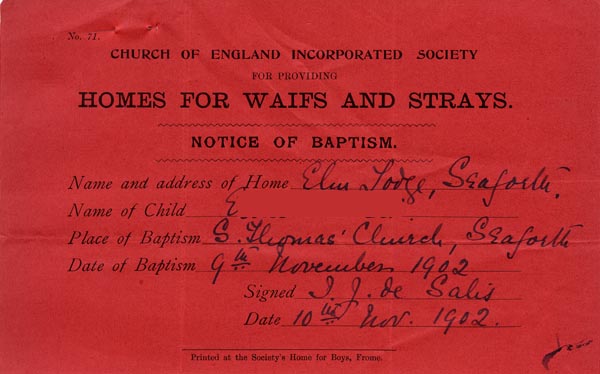 No. 71.
CHURCH OF ENGLAND INCORPORATED SOCIETY
FOR PROVIDING
HOMES FOR WAIFS AND STRAYS.
NOTICE OF BAPTISM.
Name and address of Home Elm Lodge, Seaforth.
Name of Child E
Place of Baptism S. Thomas' Church, Seaforth
Date of Baptism 9th November 1902
Signed I. J. de Salis
Date 10th Nov. 1902.
Printed at the Society's Home for Boys, Frome.